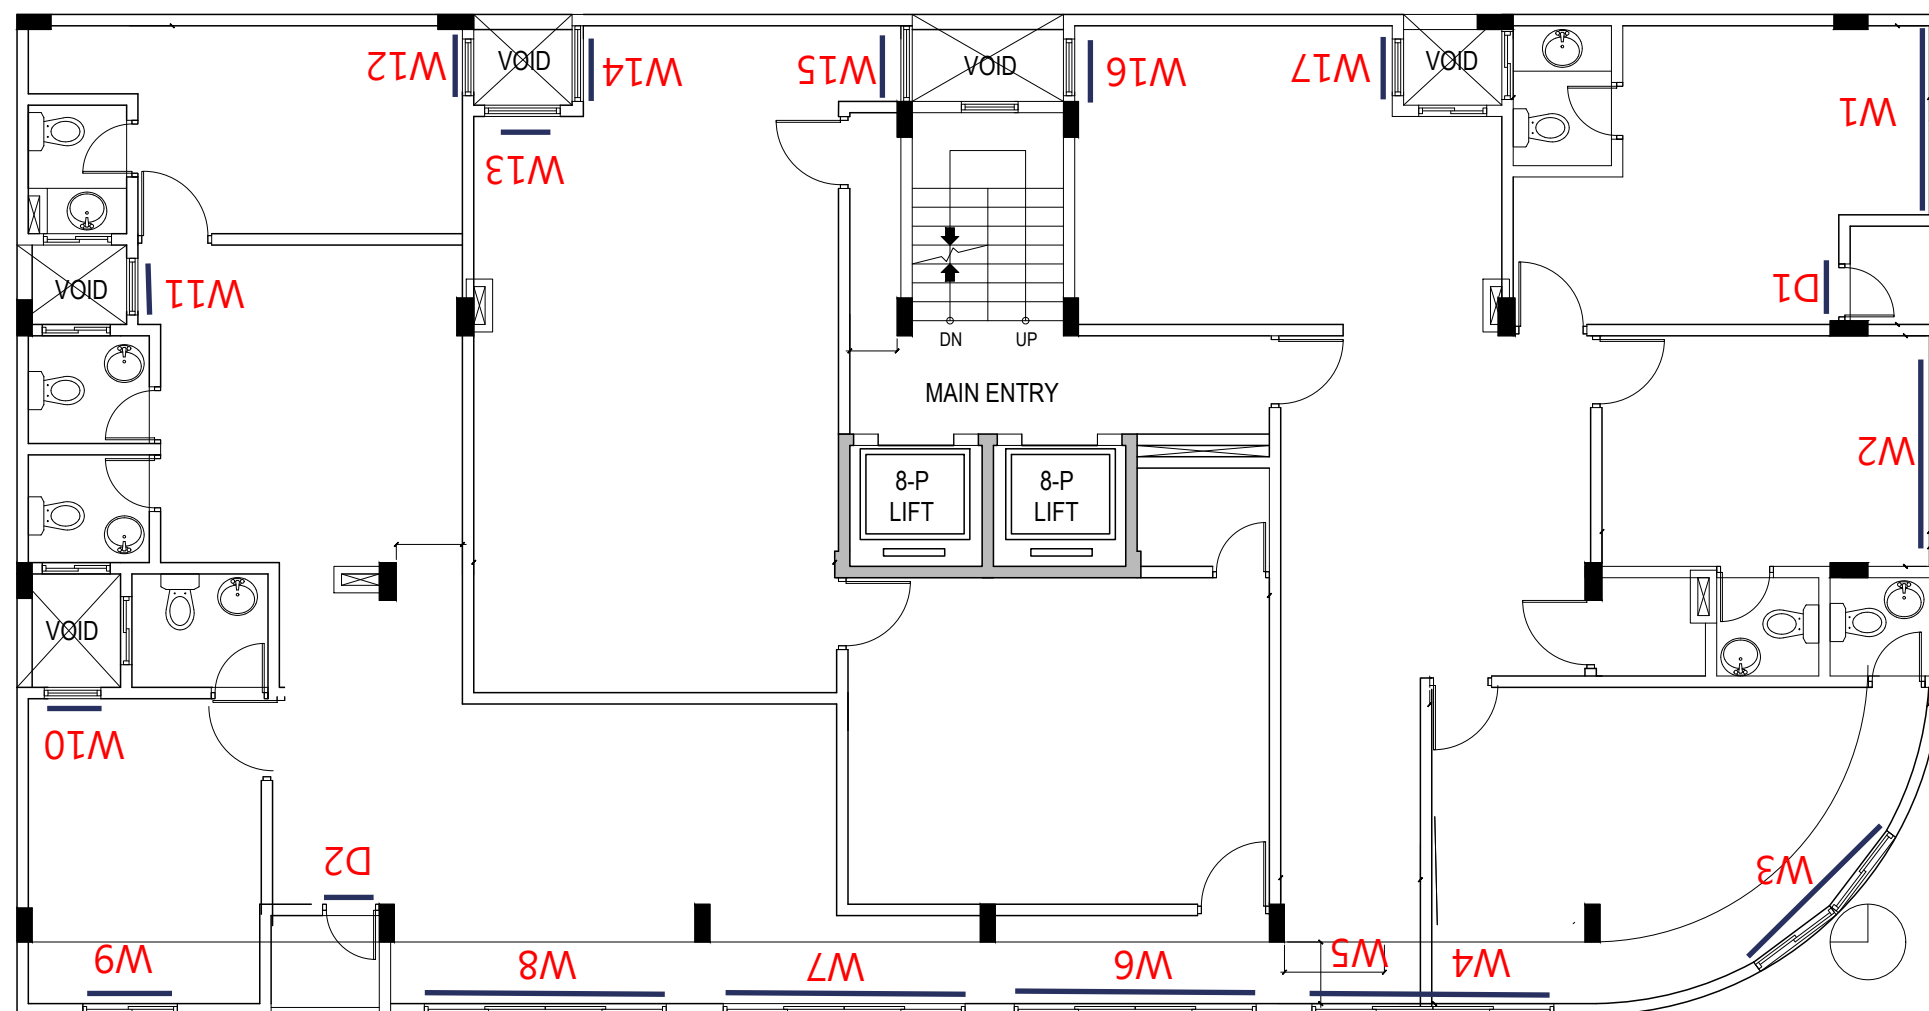 W12
VOID
W14
W15
VOID
W16
W17
VOID
W1
W13
VOID
W11
D1
DN
UP
MAIN ENTRY
W2
8-P
LIFT
8-P
LIFT
VOID
W10
D2
W3
W9
W8
W7
W6
W5
W4